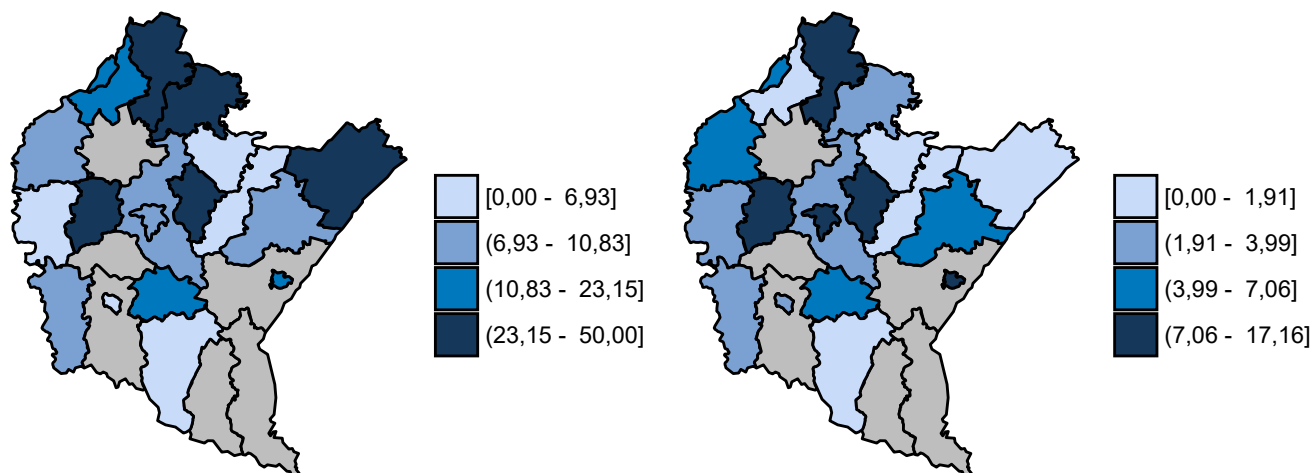 [0,00 - 6,93]
(6,93 - 10,83]
(10,83 - 23,15]
(23,15 - 50,00]
[0,00 - 1,91]
(1,91 - 3,99]
(3,99 - 7,06]
(7,06 - 17,16]